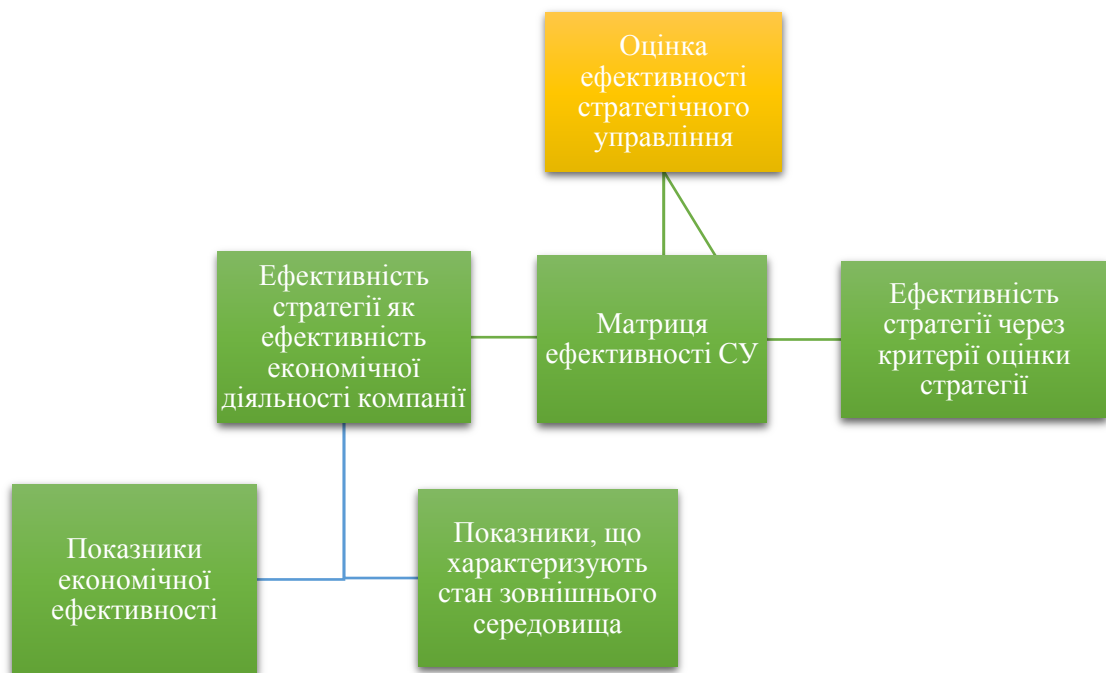 Оцінка
ефективності
стратегічного
управління
Ефективність
стратегії як
ефективність
економічної
діяльності компанії
Матриця
ефективності СУ
Ефективність
стратегії через
критерії оцінки
стратегії
Показники
економічної
ефективності
Показники, що
характеризують
стан зовнішнього
середовища